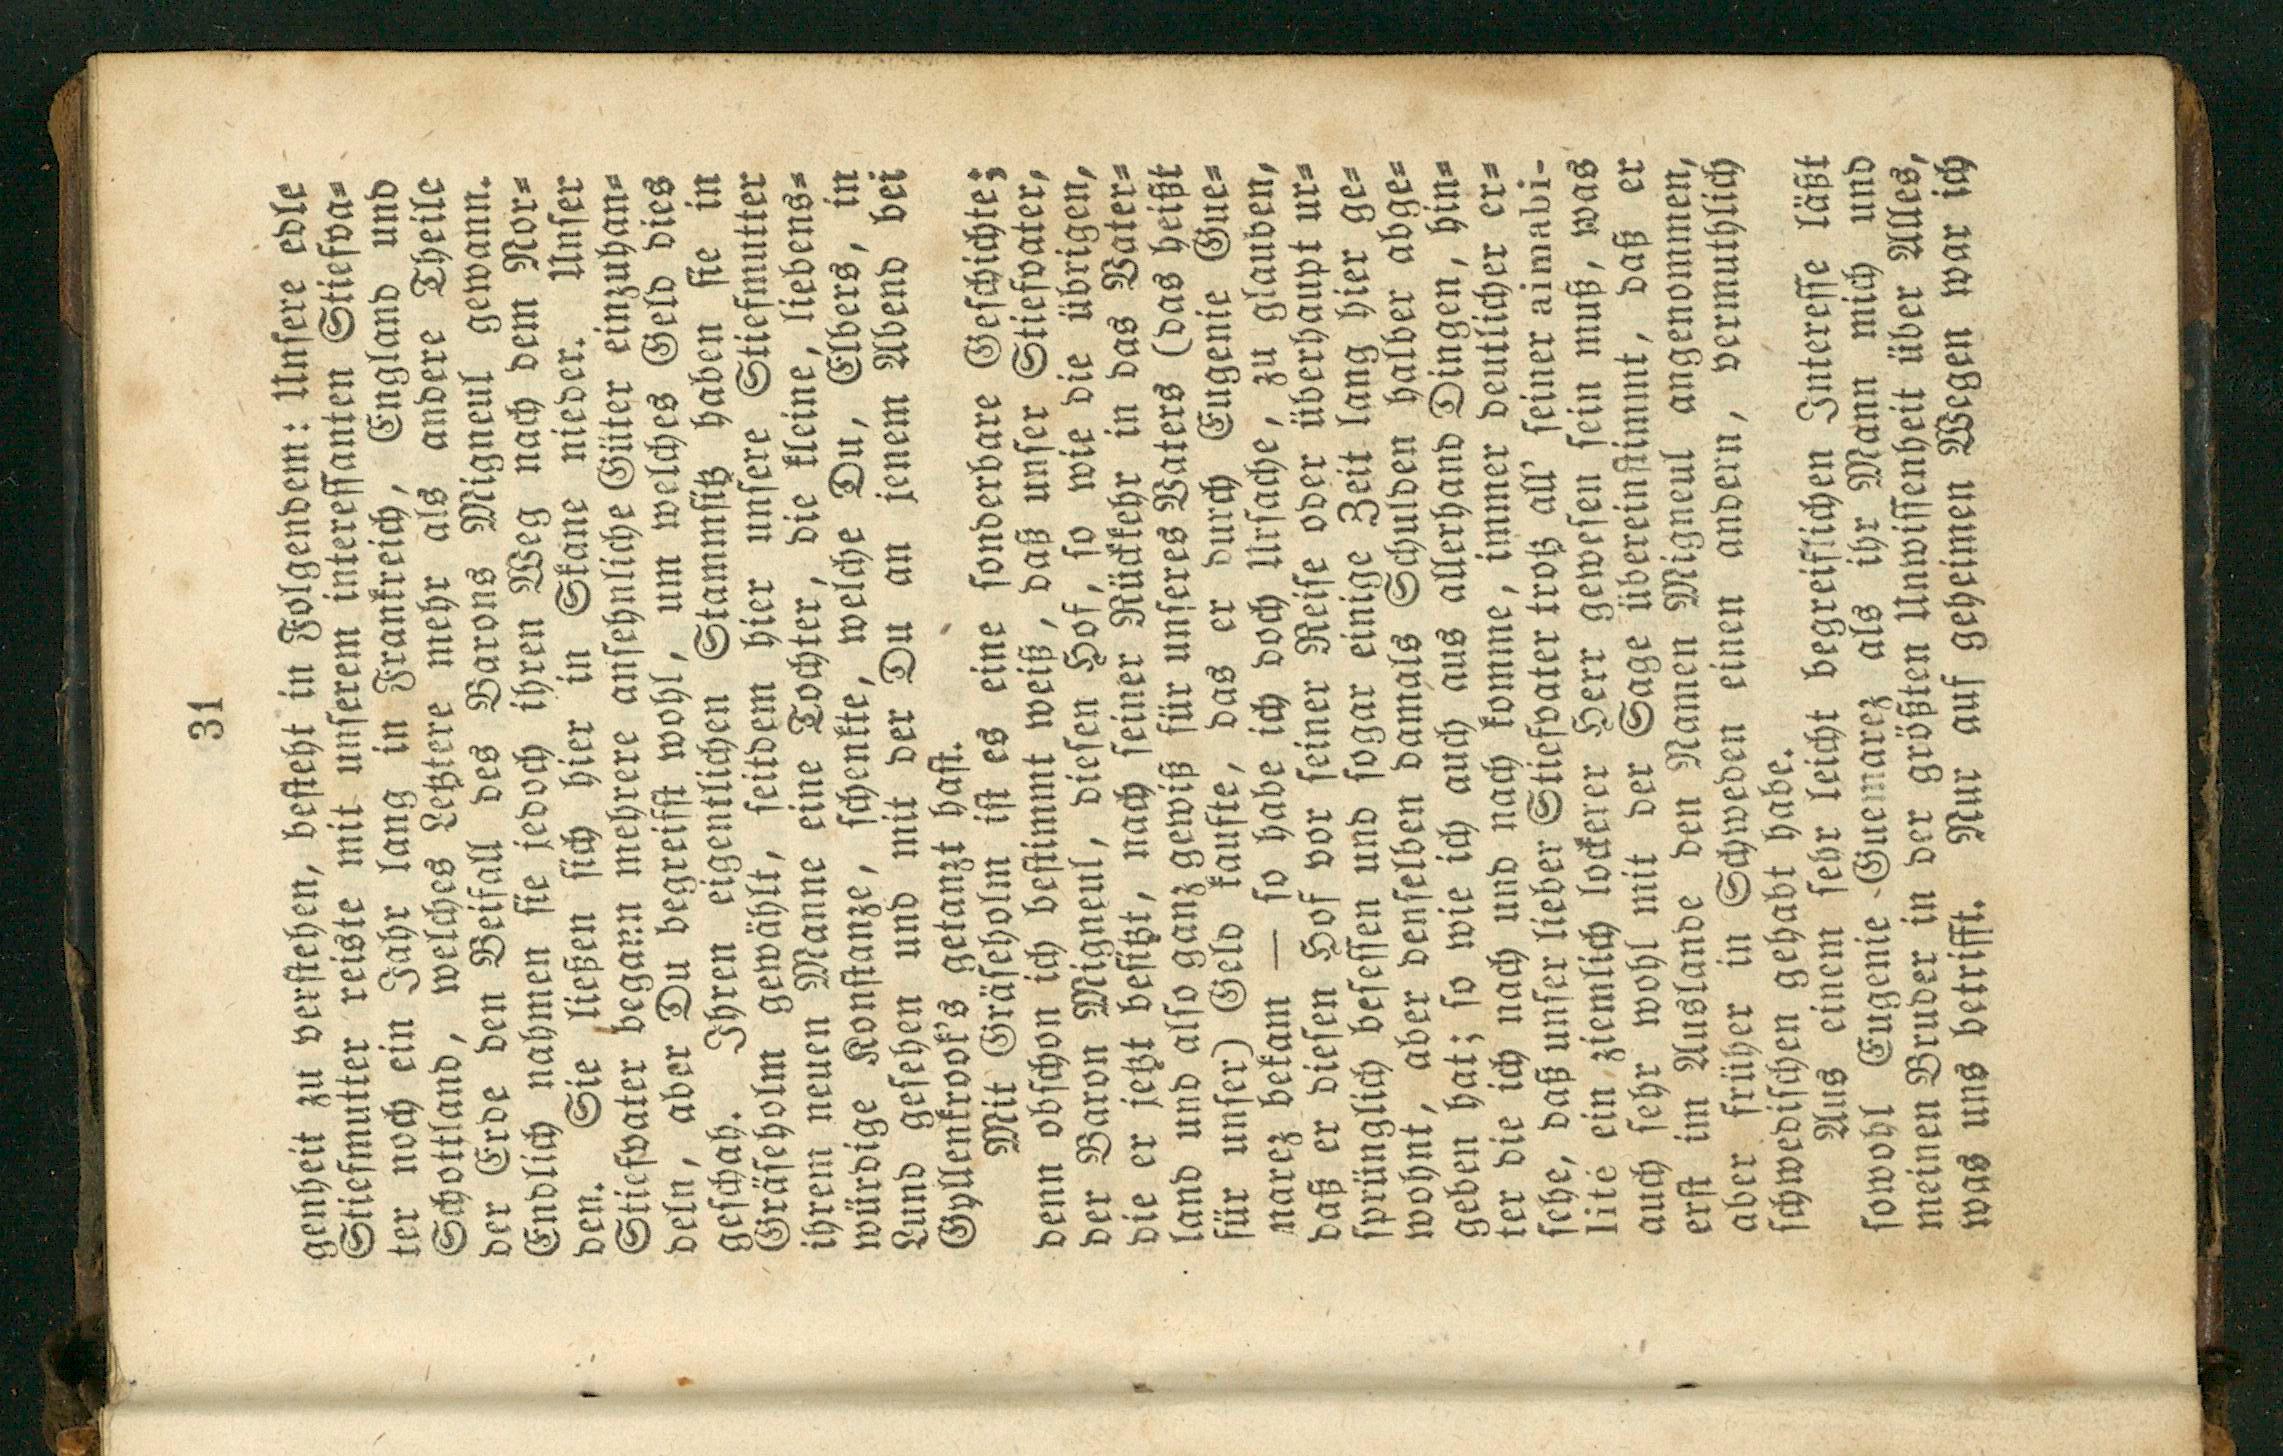 31
genheit zu verstehen, besteht in Folgendem: Unsere edle
Stiefmutter reiste mit unserem interessanten Stiefva-
ter noch ein Jahr lang in Frankreich, England und
Schottland, welches Letztere mehr als andere Theile
der Erde den Beifall des Barons Migneul gewann.
Endlich nahmen sie jedoch ihren Weg nach dem Nor-
den. Sie ließen sich hier in Skane nieder. Unser
Stiefvater begann mehrere ansehnliche Güter einzuhan-
deln, aber Du begreifst wohl, um welches Geld dies
geschah. Ihren eigentlichen Stammsitz haben sie in
Gräseholm gewählt, seitdem hier unsere Stiefmutter
ihrem neuen Manne eine Tochter, die kleine, liebens-
würdige Konstanze, schenkte, welche Du, Elbers, in
Lund gesehen und mit der Du an jenem Abend bei
Gyllenkrook's getanzt hast.
Mit Gräseholm ist es eine sonderbare Geschichte;
denn obschon ich bestimmt weiß, daß unser Stiefvater,
der Baron Migneul, diesen Hof, so wie die übrigen,
die er jetzt besitzt, nach seiner Rückkehr in das Vater-
land und also ganz gewiß für unseres Vaters (das heißt
für unser) Geld kaufte, das er durch Eugenie Gue-
marez bekam — so habe ich doch Ursache, zu glauben,
daß er diesen Hof vor seiner Reise oder überhaupt ur-
sprünglich besessen und sogar einige Zeit lang hier ge-
wohnt, aber denselben damals Schulden halber abge-
geben hat; so wie ich auch aus allerhand Dingen, hin-
ter die ich nach und nach komme, immer deutlicher er-
sehe, daß unser lieber Stiefvater trotz all' seiner aimabi-
lité ein ziemlich lockerer Herr gewesen sein muß, was
auch sehr wohl mit der Sage übereinstimmt, daß er
erst im Auslande den Namen Migneul angenommen,
aber früher in Schweden einen andern, vermuthlich
schwedischen gehabt habe.
Aus einem sehr leicht begreiflichen Interesse läßt
sowohl Eugenie Guemarez als ihr Mann mich und
meinen Bruder in der größten Unwissenheit über Alles,
was uns betrifft. Nur auf geheimen Wegen war ich